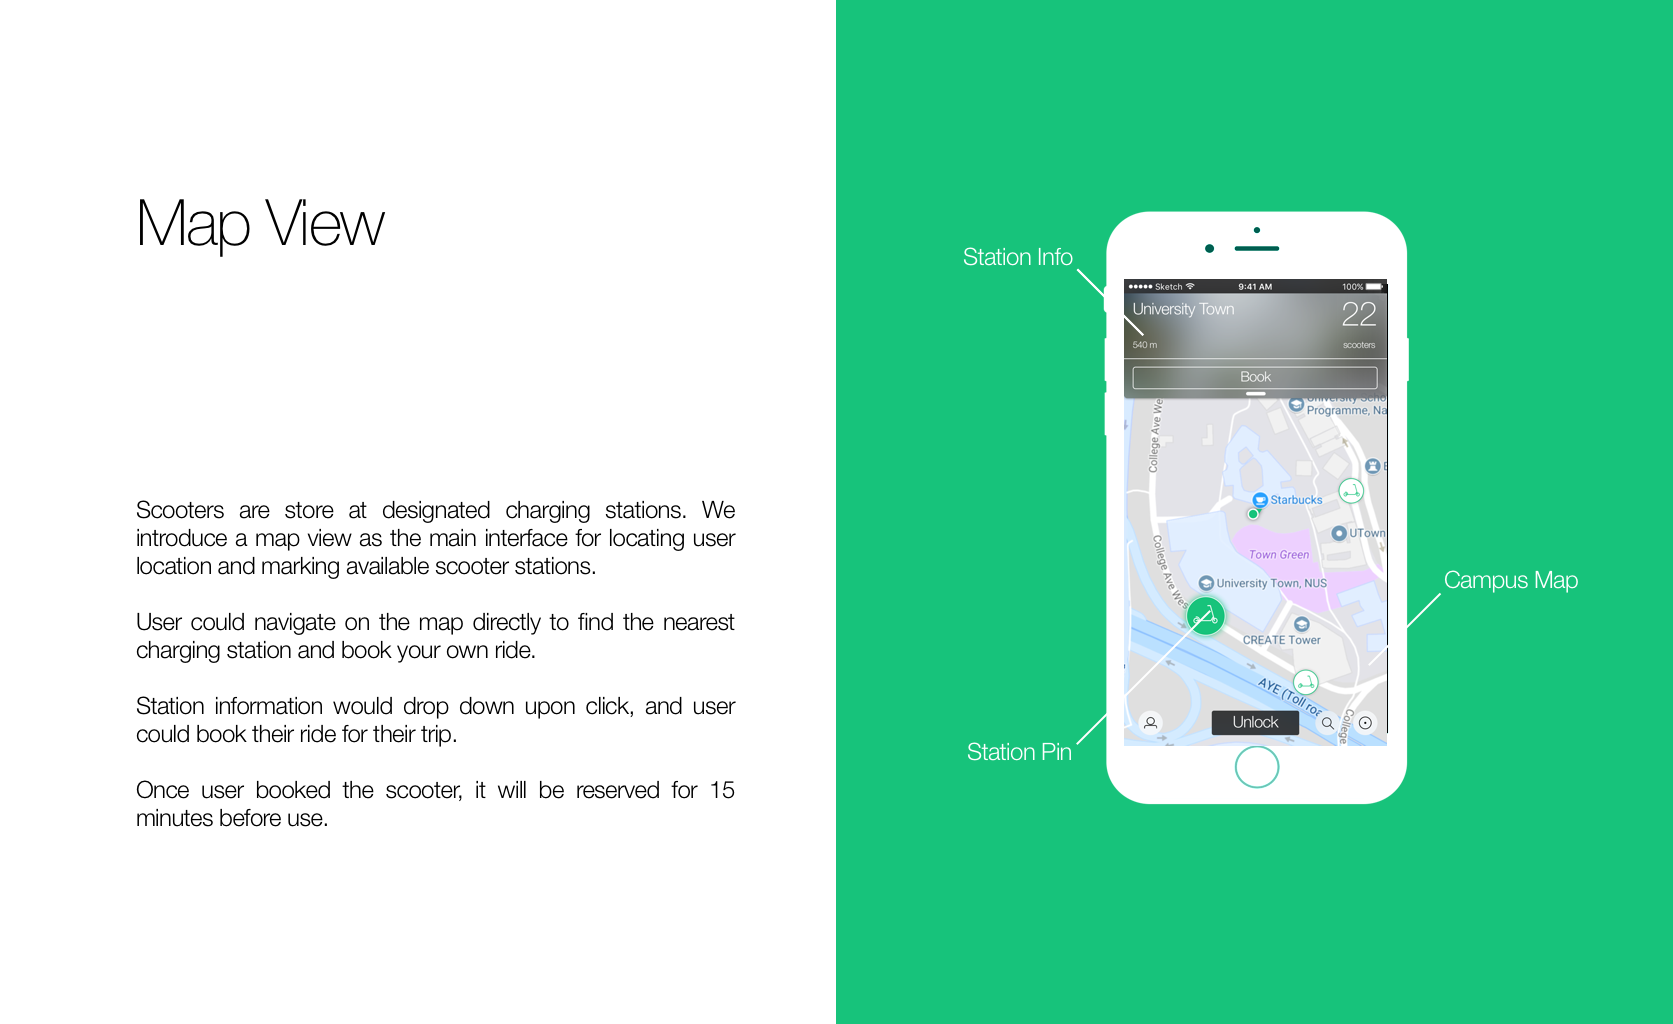 Map View
Scooters are store at designated charging stations. We
introduce a map view as the main interface for locating user
location and marking available scooter stations.
User could navigate on the map directly to find the nearest
charging station and book your own ride.
Station information would drop down upon click, and user
could book their ride for their trip.
Once user booked the scooter, it will be reserved for 15
minutes before use.
Station Info
Sketch 9:41 AM 100%
University Town 22
540 m scooters
Book
Programme, Na
College Ave We
Starbucks
UTown
Town Green
College Ave Wes
University Town, NUS
Campus Map
CREATE Tower
AYE (Toll roa
College
Unlock
Station Pin